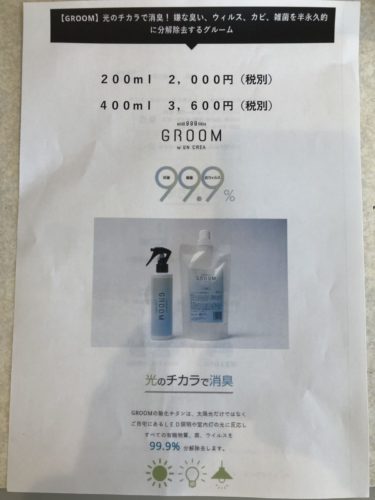 【GROOM】光のチカラで消臭！ 嫌な臭い、ウィルス、カビ、雑菌を半永久的
に分解除去するグルーム
200ml 2,000円（税別）
400ml 3,600円（税別）
GROOM
by UN CREA
99.9%
GROOM
GROOM
光のチカラで消臭
GROOMの酸化チタンは、太陽光だけではなく
ご自宅にあるLED照明や室内灯の光に反応し
すべての有機物質、菌、ウイルスを
99.9% 分解除去します。